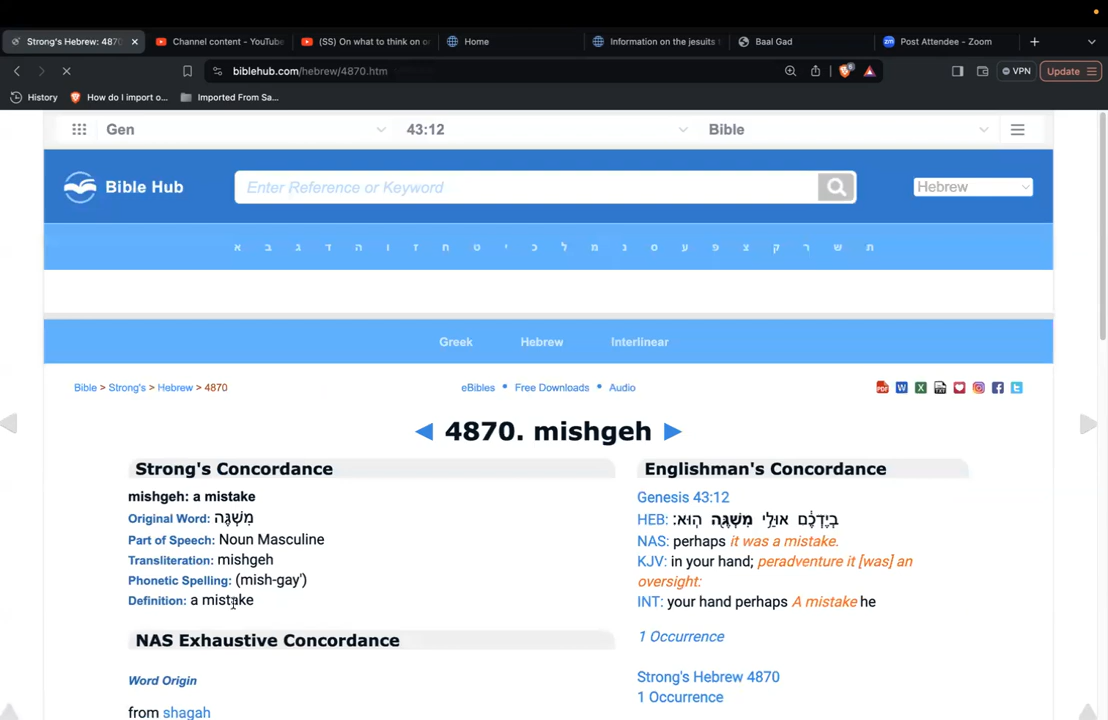 Strong's Hebrew: 4870
Channel content - YouTube
(SS) On what to think on o
Home
Information on the jesuits
Baal Gad
zm Post Attendee - Zoom
biblehub.com/hebrew/4870.htm
6
VPN
Update
History
How do I import o...
Imported From Sa...
Gen
43:12
Bible
Bible Hub
Enter Reference or Keyword
Hebrew
א ב ג ד ה ו ז ח ט י כ ל מ נ ס ע פ צ ק ר ש ת
Greek Hebrew Interlinear
Bible > Strong's > Hebrew > 4870
eBibles • Free Downloads • Audio
◄ 4870. mishgeh ►
Strong's Concordance
mishgeh: a mistake
Original Word: מִשְׁגֶּה
Part of Speech: Noun Masculine
Transliteration: mishgeh
Phonetic Spelling: (mish-gay')
Definition: a mistake
NAS Exhaustive Concordance
Word Origin
from shagah
Englishman's Concordance
Genesis 43:12
HEB: בְּיֶדְכֶ֔ם אוּלַ֥י מִשְׁגֶּ֖ה הֽוּא׃
NAS: perhaps it was a mistake.
KJV: in your hand; peradventure it [was] an
oversight:
INT: your hand perhaps A mistake he
1 Occurrence
Strong's Hebrew 4870
1 Occurrence